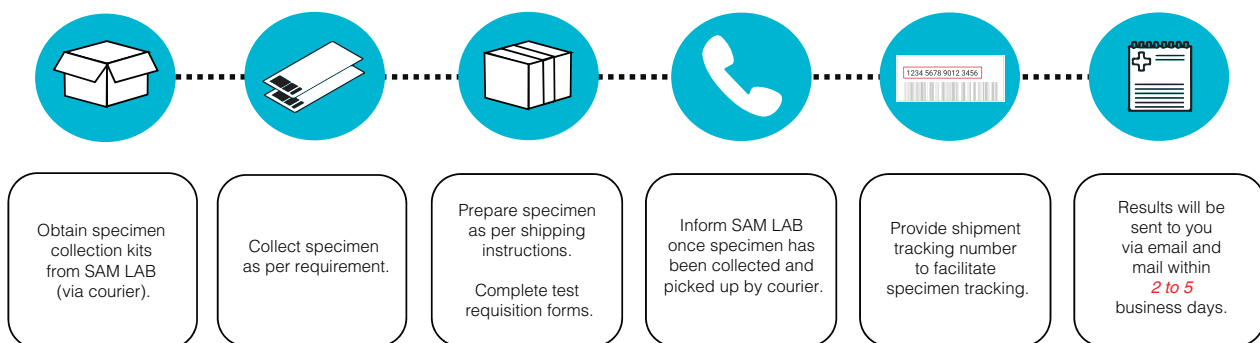 1234 5678 9012 3456
Obtain specimen
collection kits
from SAM LAB
(via courier).
Collect specimen
as per requirement.
Prepare specimen
as per shipping
instructions.
Complete test
requisition forms.
Inform SAM LAB
once specimen has
been collected and
picked up by courier.
Provide shipment
tracking number
to facilitate
specimen tracking.
Results will be
sent to you
via email and
mail within
2 to 5
business days.